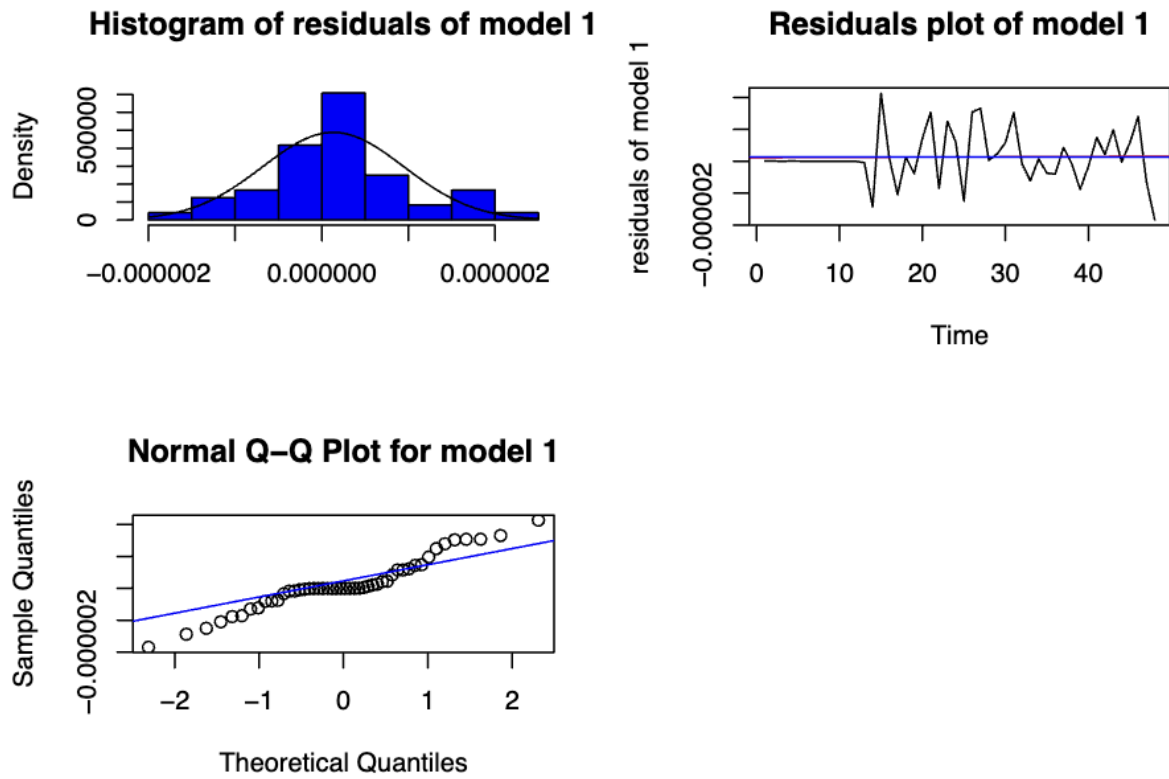 Histogram of residuals of model 1
Density
0
500000
−0.000002
0.000000
0.000002
Residuals plot of model 1
residuals of model 1
−0.000002
0
10
20
30
40
Time
Normal Q−Q Plot for model 1
Sample Quantiles
−0.000002
−2
−1
0
1
2
Theoretical Quantiles